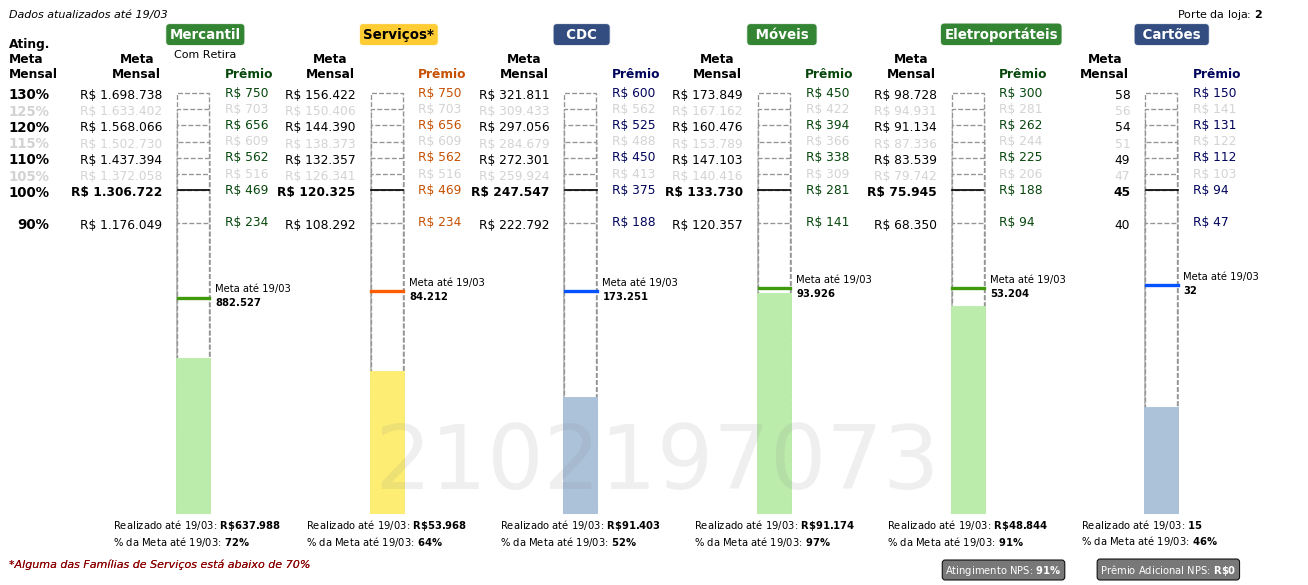 Dados atualizados até 19/03 Porte da loja: 2
Mercantil Serviços* CDC Móveis Eletroportáteis Cartões
Com Retira
Ating. Meta Mensal Meta Mensal Prêmio Meta Mensal Prêmio Meta Mensal Prêmio Meta Mensal Prêmio Meta Mensal Prêmio Meta Mensal Prêmio
130% R$ 1.698.738 R$ 750 R$ 156.422 R$ 750 R$ 321.811 R$ 600 R$ 173.849 R$ 450 R$ 98.728 R$ 300 58 R$ 150
125% R$ 1.633.402 R$ 703 R$ 150.406 R$ 703 R$ 309.433 R$ 562 R$ 167.162 R$ 422 R$ 94.931 R$ 281 56 R$ 141
120% R$ 1.568.066 R$ 656 R$ 144.390 R$ 656 R$ 297.056 R$ 525 R$ 160.476 R$ 394 R$ 91.134 R$ 262 54 R$ 131
115% R$ 1.502.730 R$ 609 R$ 138.373 R$ 609 R$ 284.679 R$ 488 R$ 153.789 R$ 366 R$ 87.336 R$ 244 51 R$ 122
110% R$ 1.437.394 R$ 562 R$ 132.357 R$ 562 R$ 272.301 R$ 450 R$ 147.103 R$ 338 R$ 83.539 R$ 225 49 R$ 112
105% R$ 1.372.058 R$ 516 R$ 126.341 R$ 516 R$ 259.924 R$ 413 R$ 140.416 R$ 309 R$ 79.742 R$ 206 47 R$ 103
100% R$ 1.306.722 R$ 469 R$ 120.325 R$ 469 R$ 247.547 R$ 375 R$ 133.730 R$ 281 R$ 75.945 R$ 188 45 R$ 94
90% R$ 1.176.049 R$ 234 R$ 108.292 R$ 234 R$ 222.792 R$ 188 R$ 120.357 R$ 141 R$ 68.350 R$ 94 40 R$ 47
Meta até 19/03 Meta até 19/03 Meta até 19/03 Meta até 19/03 Meta até 19/03 Meta até 19/03
882.527 84.212 173.251 93.926 53.204 32
2102197073
Realizado até 19/03: R$637.988 Realizado até 19/03: R$53.968 Realizado até 19/03: R$91.403 Realizado até 19/03: R$91.174 Realizado até 19/03: R$48.844 Realizado até 19/03: 15
% da Meta até 19/03: 72% % da Meta até 19/03: 64% % da Meta até 19/03: 52% % da Meta até 19/03: 97% % da Meta até 19/03: 91% % da Meta até 19/03: 46%
*Alguma das Famílias de Serviços está abaixo de 70% Atingimento NPS: 91% Prêmio Adicional NPS: R$0